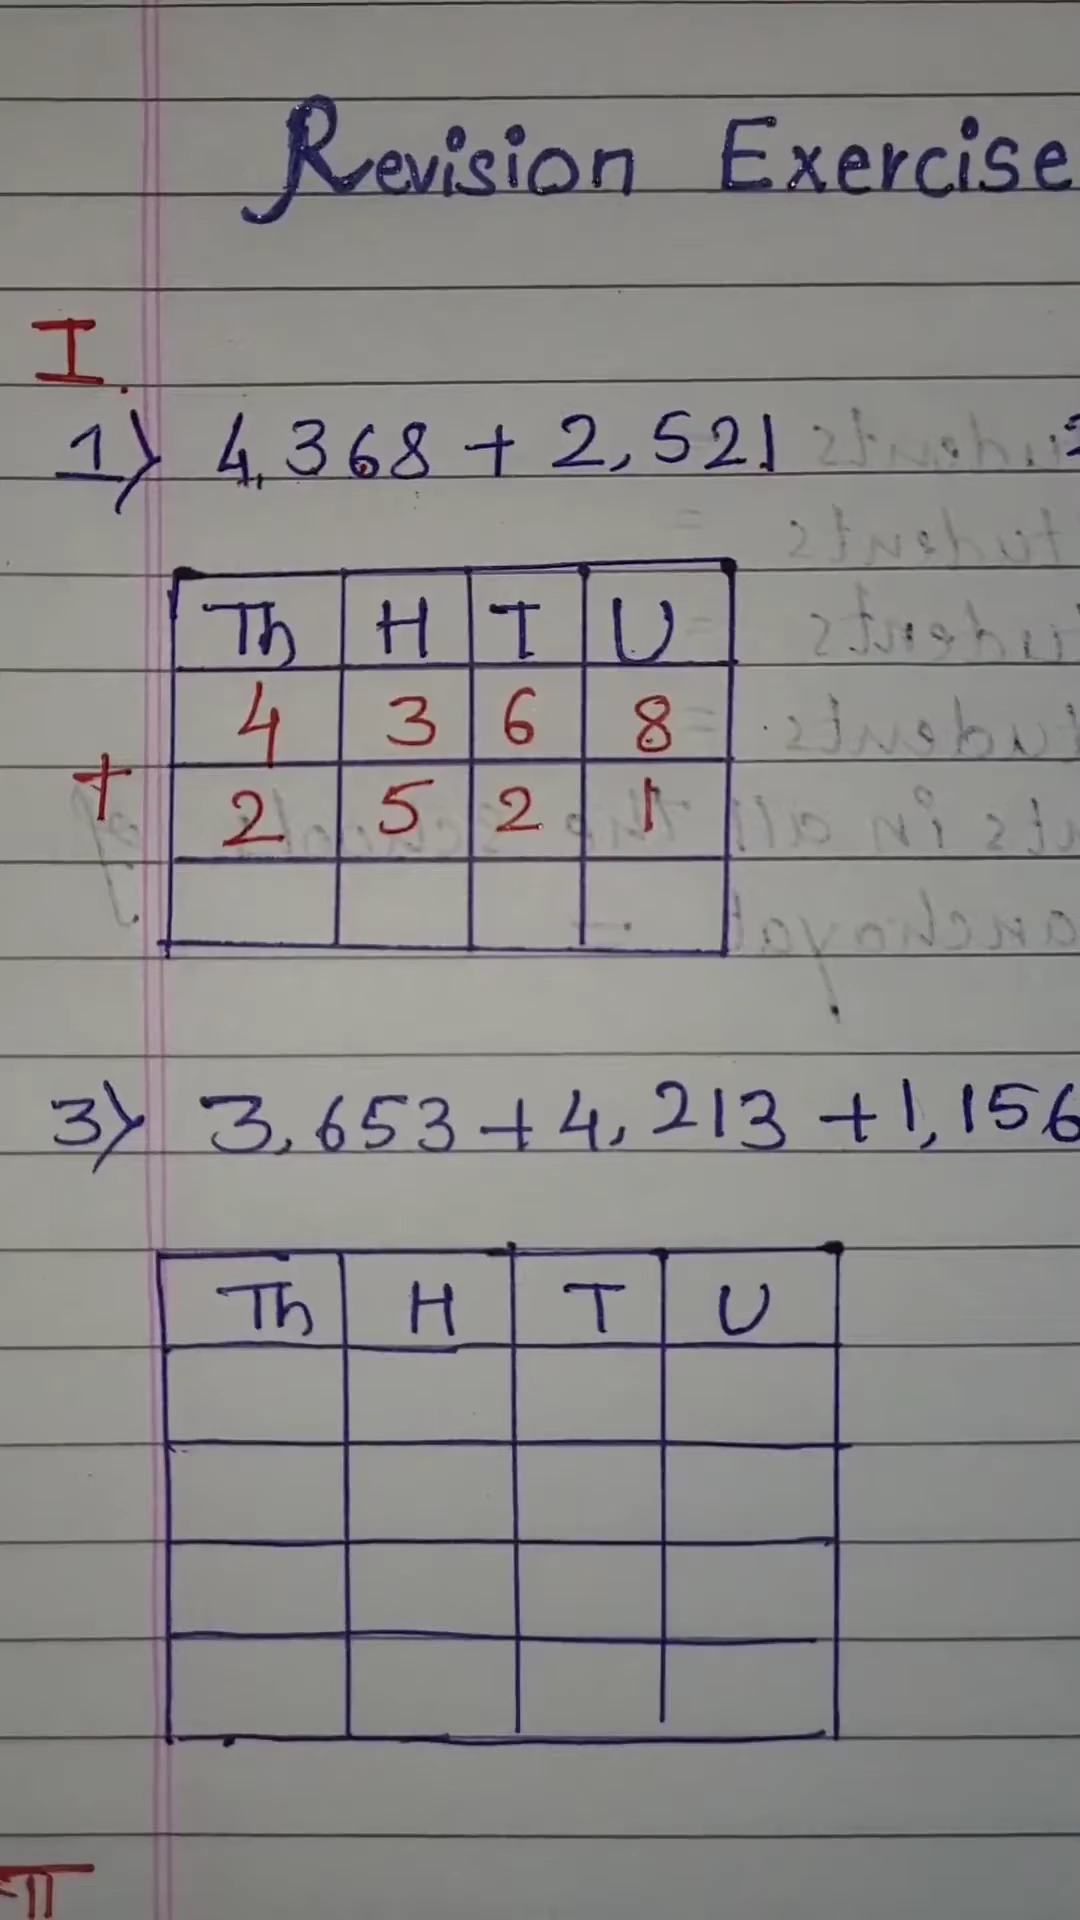 Revision Exercise
I.
1) 4,368 + 2,521
Th H T U
4 3 6 8
+ 2 5 2 1
3) 3,653 + 4,213 + 1,156
Th H T U
II